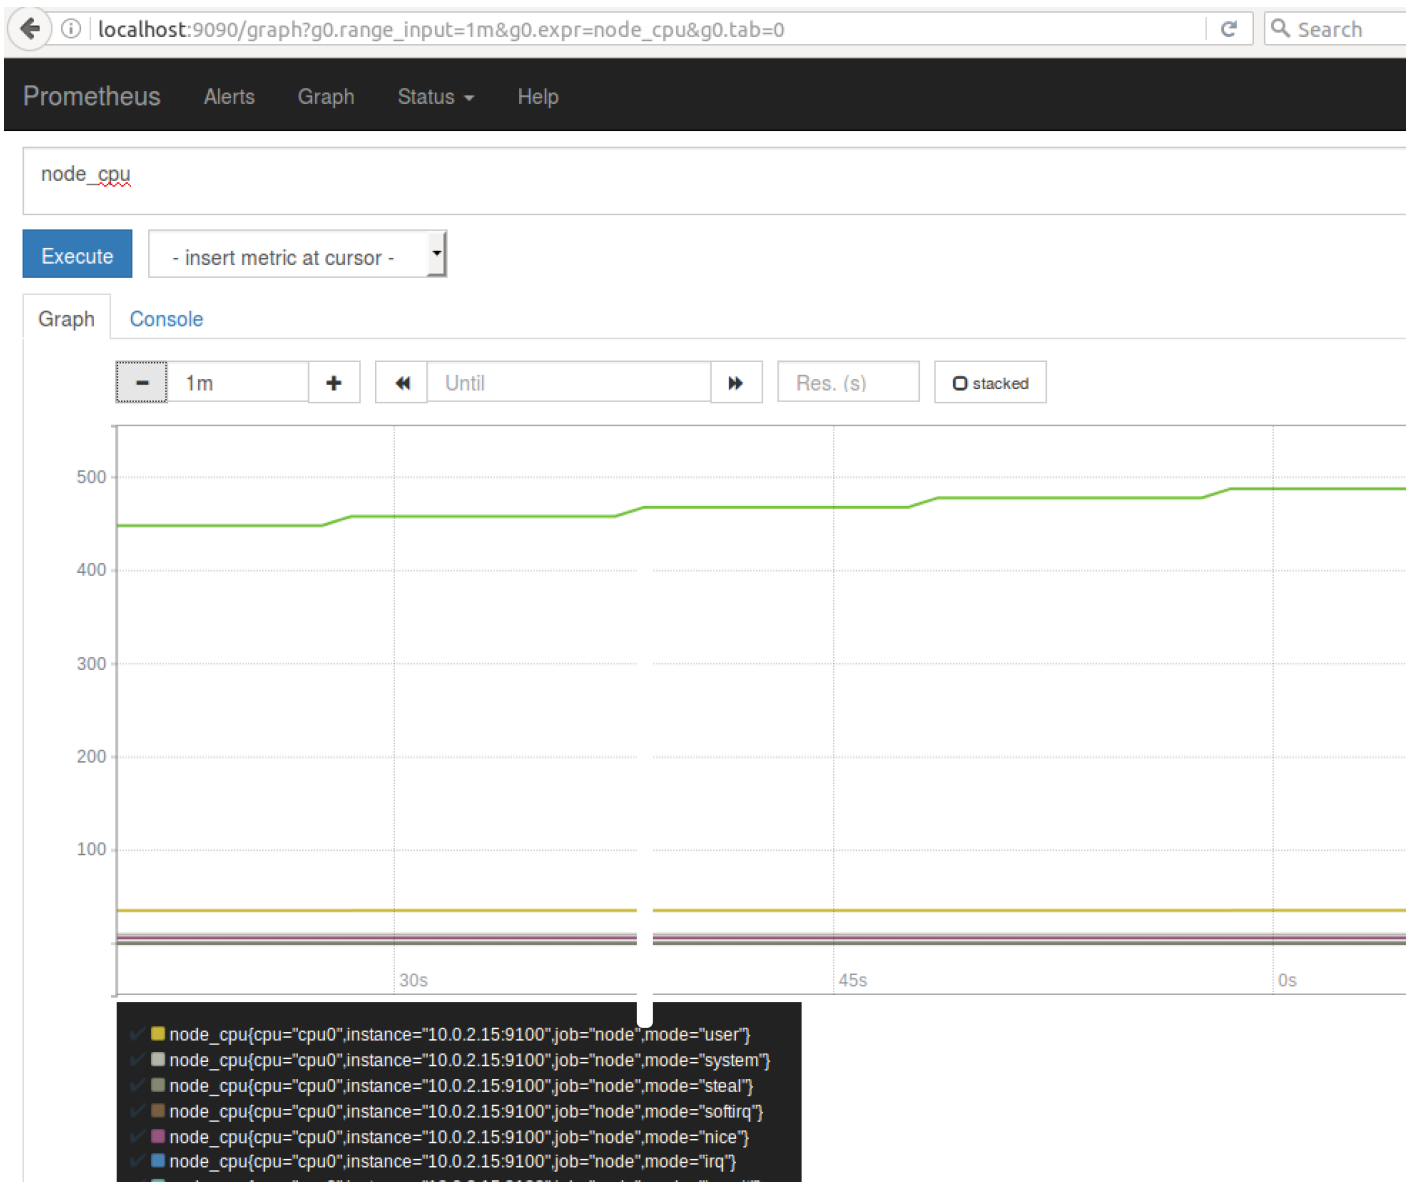 localhost:9090/graph?g0.range_input=1m&g0.expr=node_cpu&g0.tab=0 Search
Prometheus Alerts Graph Status Help
node_cpu
Execute - insert metric at cursor -
Graph Console
1m Until Res. (s) stacked
500
400
300
200
100
30s 45s 0s
node_cpu{cpu="cpu0",instance="10.0.2.15:9100",job="node",mode="user"}
node_cpu{cpu="cpu0",instance="10.0.2.15:9100",job="node",mode="system"}
node_cpu{cpu="cpu0",instance="10.0.2.15:9100",job="node",mode="steal"}
node_cpu{cpu="cpu0",instance="10.0.2.15:9100",job="node",mode="softirq"}
node_cpu{cpu="cpu0",instance="10.0.2.15:9100",job="node",mode="nice"}
node_cpu{cpu="cpu0",instance="10.0.2.15:9100",job="node",mode="irq"}